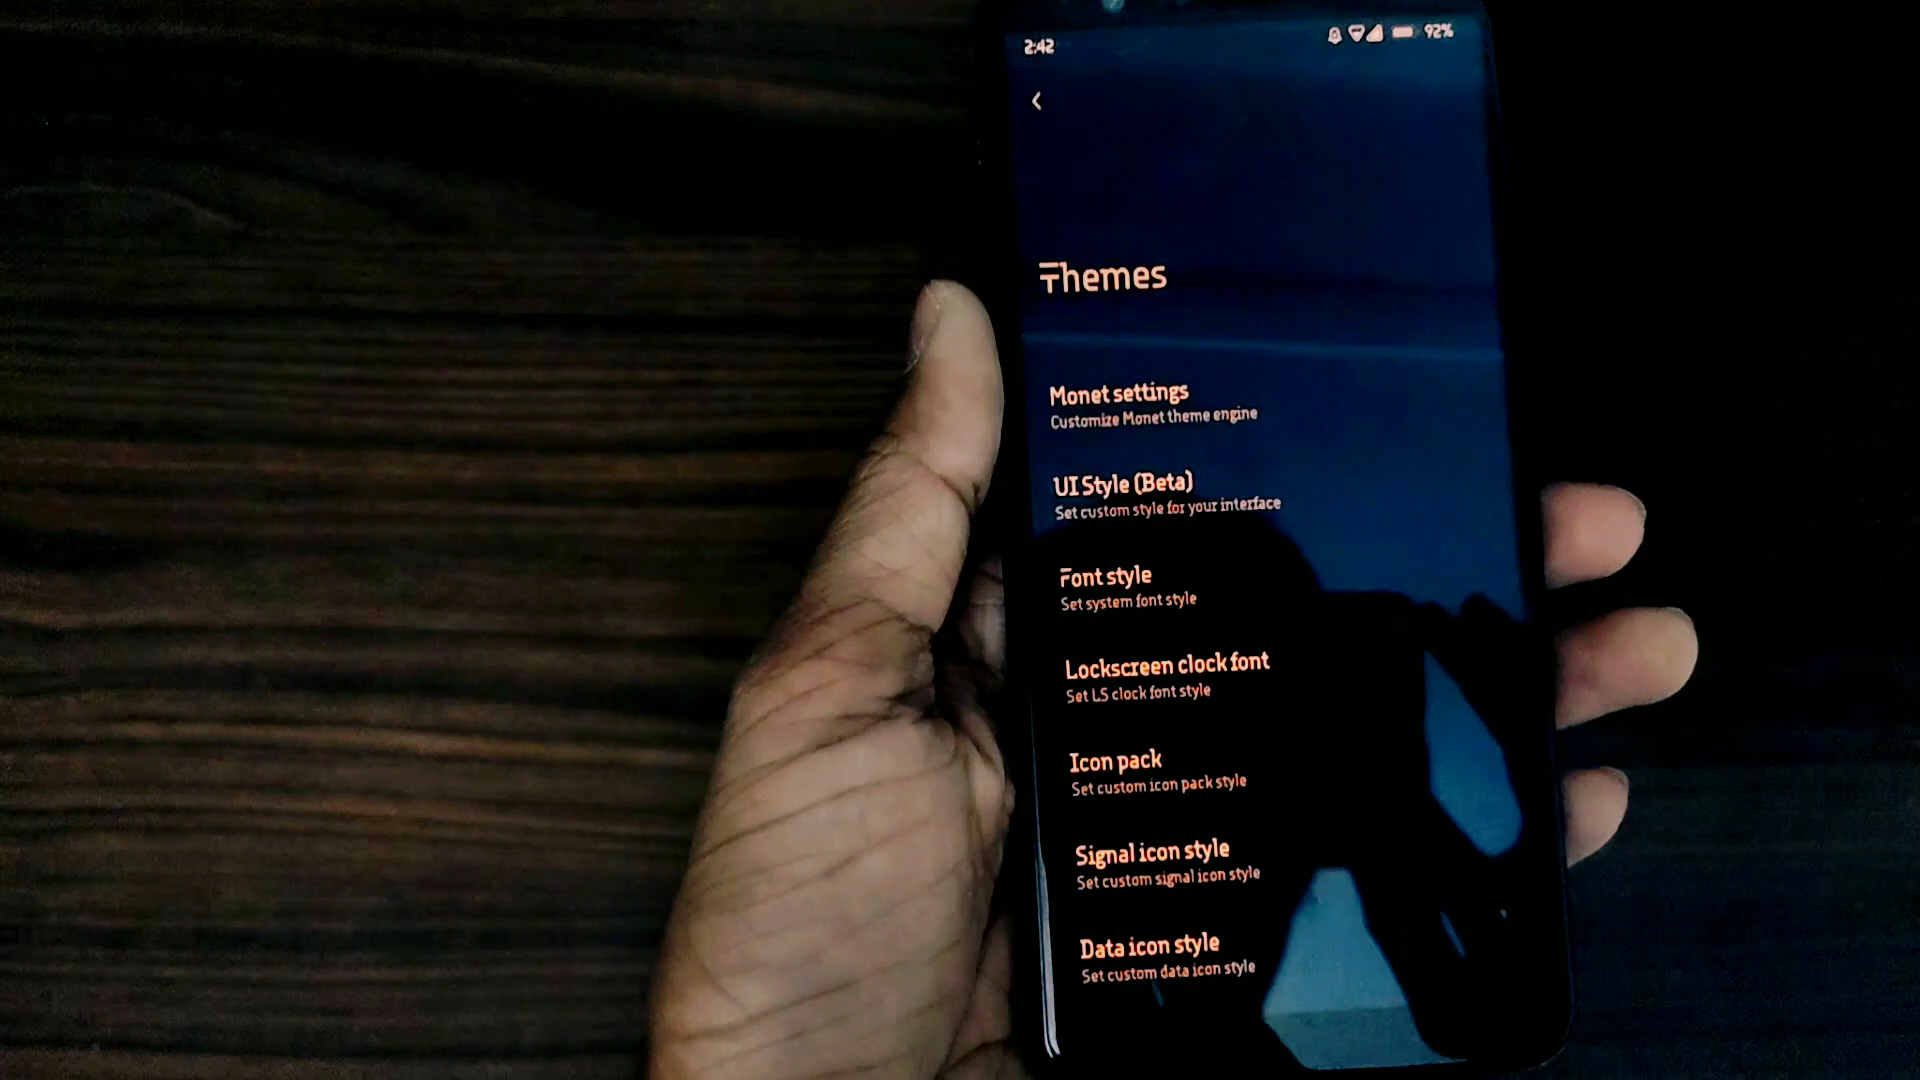 2:42
92%
Themes
Monet settings
Customize Monet theme engine
UI Style (Beta)
Set custom style for your interface
Font style
Set system font style
Lockscreen clock font
Set LS clock font style
Icon pack
Set custom icon pack style
Signal icon style
Set custom signal icon style
Data icon style
Set custom data icon style